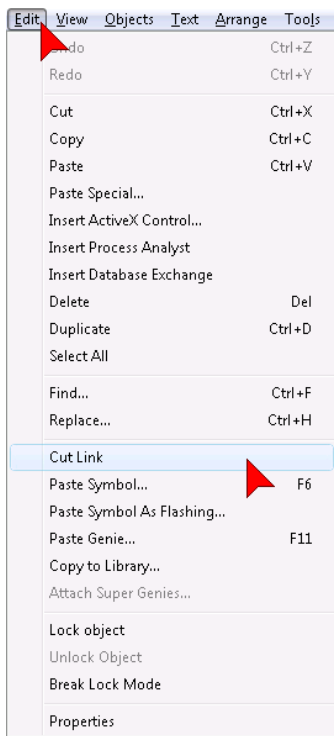 Edit View Objects Text Arrange Tools
Undo Ctrl+Z
Redo Ctrl+Y
Cut Ctrl+X
Copy Ctrl+C
Paste Ctrl+V
Paste Special...
Insert ActiveX Control...
Insert Process Analyst
Insert Database Exchange
Delete Del
Duplicate Ctrl+D
Select All
Find... Ctrl+F
Replace... Ctrl+H
Cut Link
Paste Symbol... F6
Paste Symbol As Flashing...
Paste Genie... F11
Copy to Library...
Attach Super Genies...
Lock object
Unlock Object
Break Lock Mode
Properties